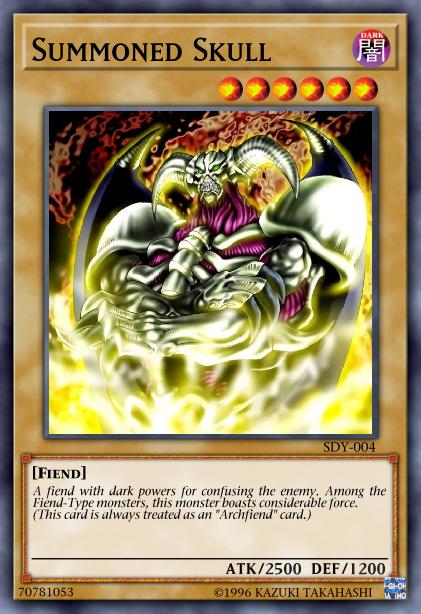 Summoned Skull
DARK
闇
SDY-004
[Fiend]
A fiend with dark powers for confusing the enemy. Among the
Fiend-Type monsters, this monster boasts considerable force.
(This card is always treated as an "Archfiend" card.)
ATK/2500 DEF/1200
70781053
©1996 KAZUKI TAKAHASHI